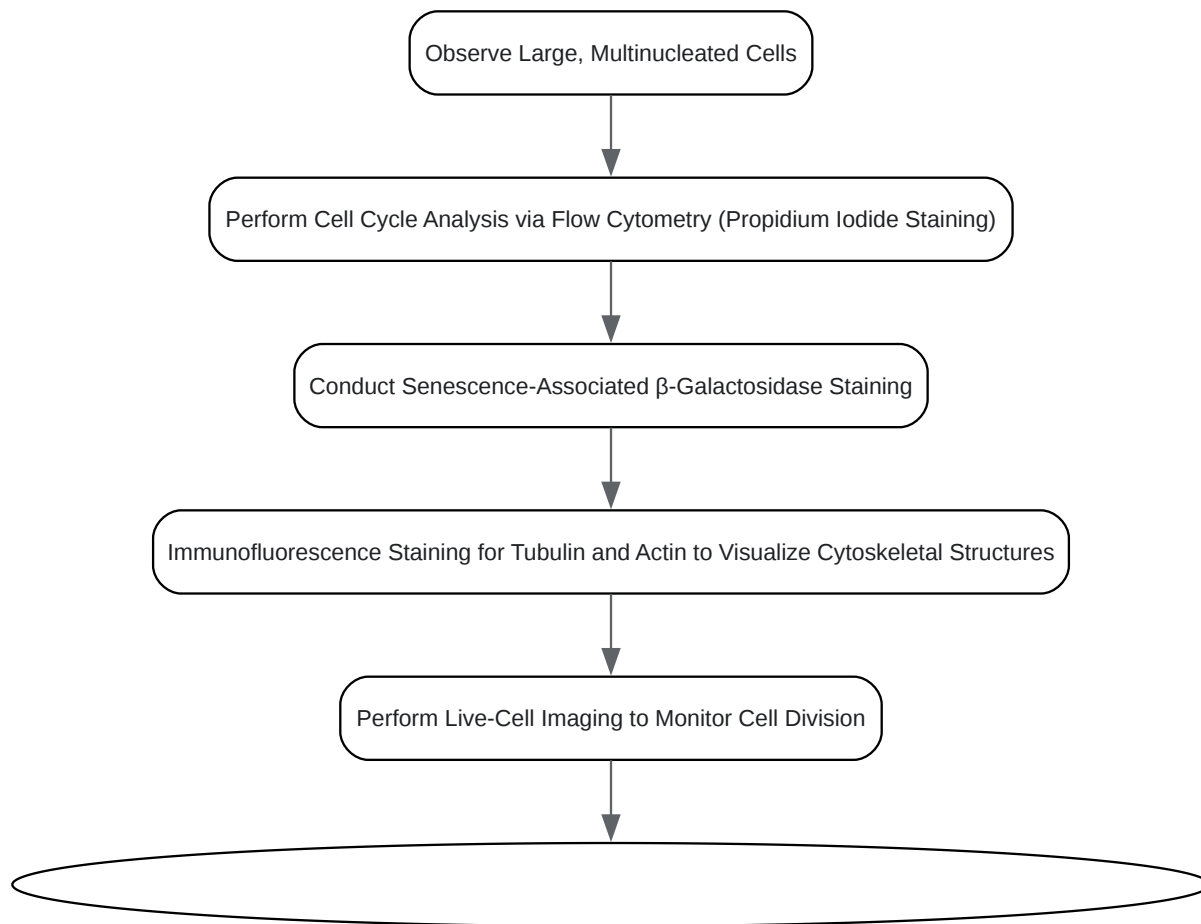 Observe Large, Multinucleated Cells
Perform Cell Cycle Analysis via Flow Cytometry (Propidium Iodide Staining)
Conduct Senescence-Associated β-Galactosidase Staining
Immunofluorescence Staining for Tubulin and Actin to Visualize Cytoskeletal Structures
Perform Live-Cell Imaging to Monitor Cell Division